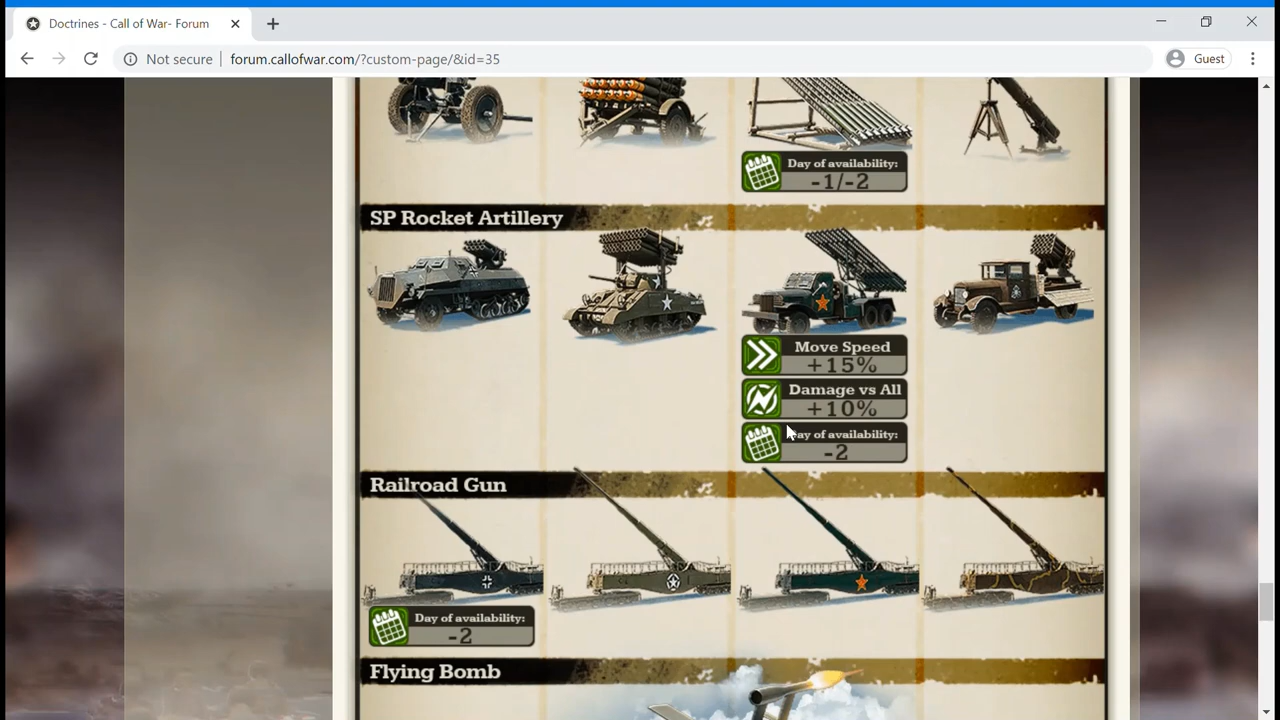 Doctrines - Call of War- Forum
Not secure
forum.callofwar.com/?custom-page/&id=35
Guest
Day of availability:
-1/-2
SP Rocket Artillery
Move Speed
+15%
Damage vs All
+10%
ay of availability:
-2
Railroad Gun
Day of availability:
-2
Flying Bomb